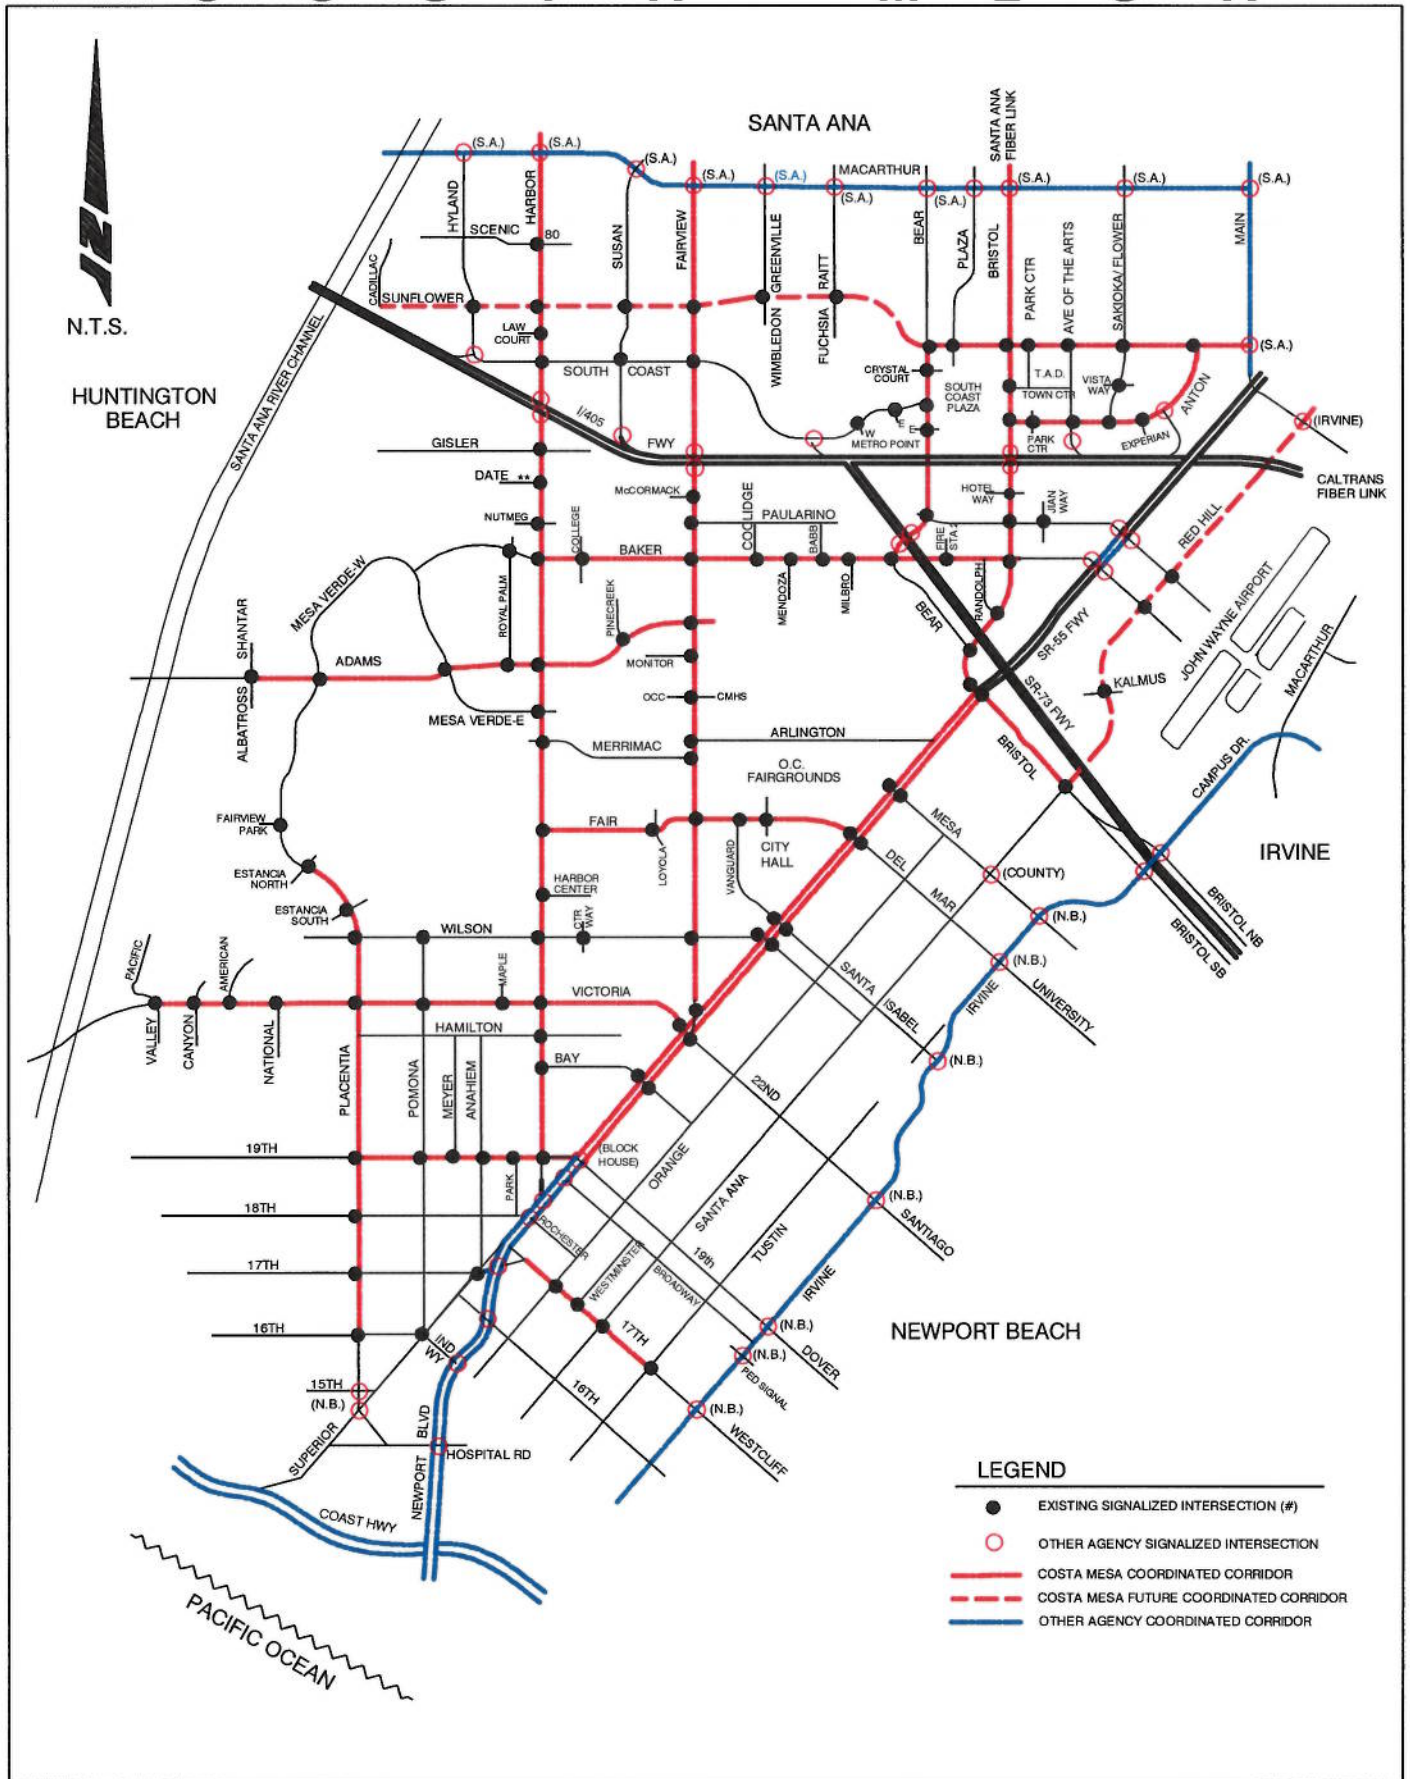 SANTA ANA
SANTA ANA
FIBER LINK
(S.A.)
(S.A.)
(S.A.)
(S.A.)
(S.A.)
MACARTHUR
(S.A.)
(S.A.)
(S.A.)
(S.A.)
(S.A.)
HYLAND
HARBOR
SCENIC
80
SUSAN
FAIRVIEW
GREENVILLE
RAITT
BEAR
PLAZA
BRISTOL
PARK CTR
AVE OF THE ARTS
SAKIOKA/ FLOWER
MAIN
N.T.S.
CADILLAC
SUNFLOWER
WIMBLEDON
FUCHSIA
LAW
COURT
(S.A.)
HUNTINGTON
BEACH
SANTA ANA RIVER CHANNEL
SOUTH COAST
CRYSTAL
COURT
SOUTH
COAST
PLAZA
T.A.D.
TOWN CTR
VISTA
WAY
ANTON
I/405
FWY
W
E
E
METRO POINT
PARK
CTR
EXPERIAN
(IRVINE)
GISLER
CALTRANS
FIBER LINK
DATE **
McCORMACK
HOTEL
WAY
JIAN
WAY
RED HILL
NUTMEG
COLLEGE
COOLIDGE
PAULARINO
BABB
FIRE
STA 2
BAKER
MESA VERDE-W
ROYAL PALM
PINECREEK
MENDOZA
MILBRO
BEAR
RANDOLPH
SR-55 FWY
JOHN WAYNE AIRPORT
MACARTHUR
SHANTAR
ALBATROSS
ADAMS
MONITOR
OCC
CMHS
SR-73 FWY
KALMUS
MESA VERDE-E
MERRIMAC
ARLINGTON
BRISTOL
O.C.
FAIRGROUNDS
CAMPUS DR.
FAIRVIEW
PARK
FAIR
LOYOLA
VANGUARD
CITY
HALL
MESA
DEL MAR
(COUNTY)
IRVINE
ESTANCIA
NORTH
ESTANCIA
SOUTH
HARBOR
CENTER
CTR
WAY
(N.B.)
BRISTOL NB
BRISTOL SB
WILSON
PACIFIC
AMERICAN
MAPLE
SANTA ISABEL
(N.B.)
IRVINE
UNIVERSITY
VICTORIA
VALLEY
CANYON
NATIONAL
HAMILTON
(N.B.)
PLACENTIA
POMONA
MEYER
ANAHIEM
BAY
22ND
19TH
PARK
(BLOCK
HOUSE)
ORANGE
SANTA ANA
TUSTIN
(N.B.)
SANTIAGO
18TH
ROCHESTER
WESTMINSTER
BROADWAY
19th
IRVINE
17TH
17TH
16TH
IND
WY
NEWPORT BEACH
(N.B.)
DOVER
(N.B.)
PED SIGNAL
15TH
(N.B.)
16TH
(N.B.)
WESTCLIFF
SUPERIOR
NEWPORT BLVD
HOSPITAL RD
COAST HWY
PACIFIC OCEAN
LEGEND
EXISTING SIGNALIZED INTERSECTION (#)
OTHER AGENCY SIGNALIZED INTERSECTION
COSTA MESA COORDINATED CORRIDOR
COSTA MESA FUTURE COORDINATED CORRIDOR
OTHER AGENCY COORDINATED CORRIDOR